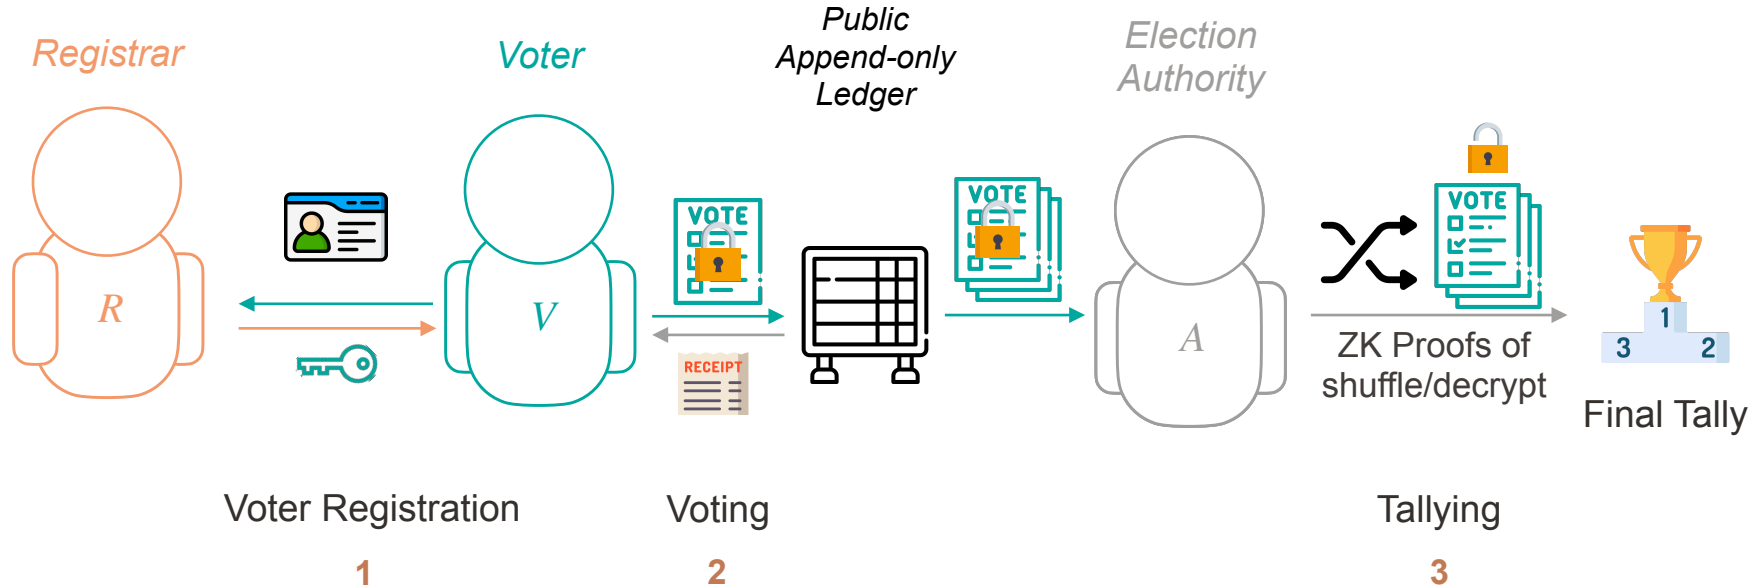 Registrar
Voter
Public
Append-only
Ledger
Election
Authority
R
V
A
VOTE
VOTE
VOTE
RECEIPT
1
3
2
ZK Proofs of
shuffle/decrypt
Final Tally
Voter Registration
Voting
Tallying
1
2
3